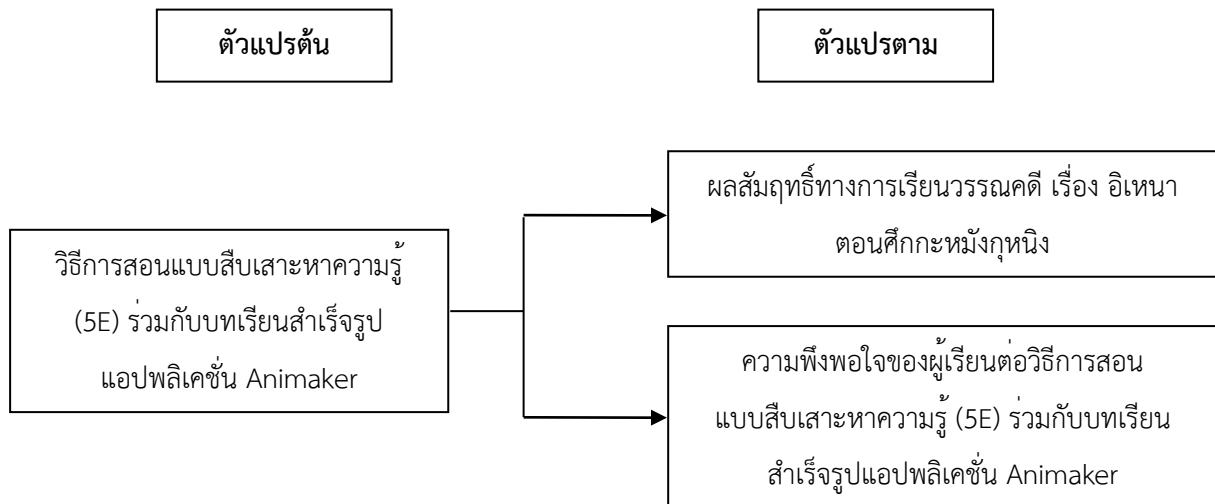 ตัวแปรต้น
ตัวแปรตาม
ผลสัมฤทธิ์ทางการเรียนวรรณคดี เรื่อง อิเหนา
ตอนศึกกะหมังกุหนิง
วิธีการสอนแบบสืบเสาะหาความรู้
(5E) ร่วมกับบทเรียนสำเร็จรูป
แอปพลิเคชั่น Animaker
ความพึงพอใจของผู้เรียนต่อวิธีการสอน
แบบสืบเสาะหาความรู้ (5E) ร่วมกับบทเรียน
สำเร็จรูปแอปพลิเคชั่น Animaker